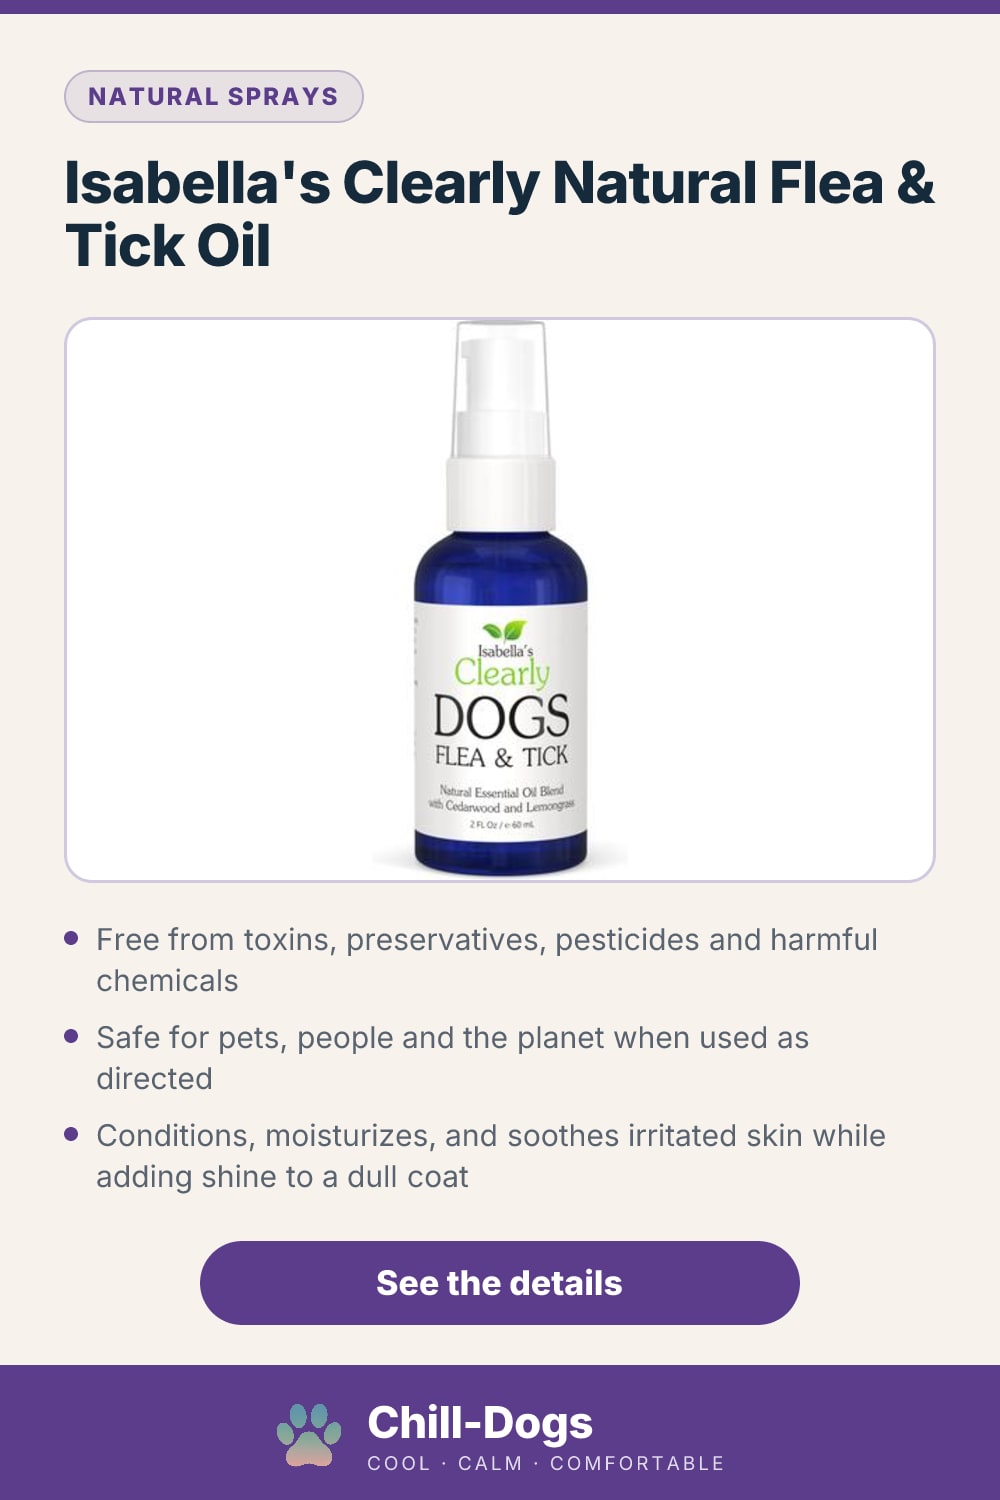 NATURAL SPRAYS
Isabella's Clearly Natural Flea &
Tick Oil
Isabella's
Clearly
DOGS
FLEA & TICK
Natural Essential Oil Blend
with Cedarwood and Lemongrass
2 FL Oz / e 60 mL
Free from toxins, preservatives, pesticides and harmful
chemicals
Safe for pets, people and the planet when used as
directed
Conditions, moisturizes, and soothes irritated skin while
adding shine to a dull coat
See the details
Chill-Dogs
COOL · CALM · COMFORTABLE